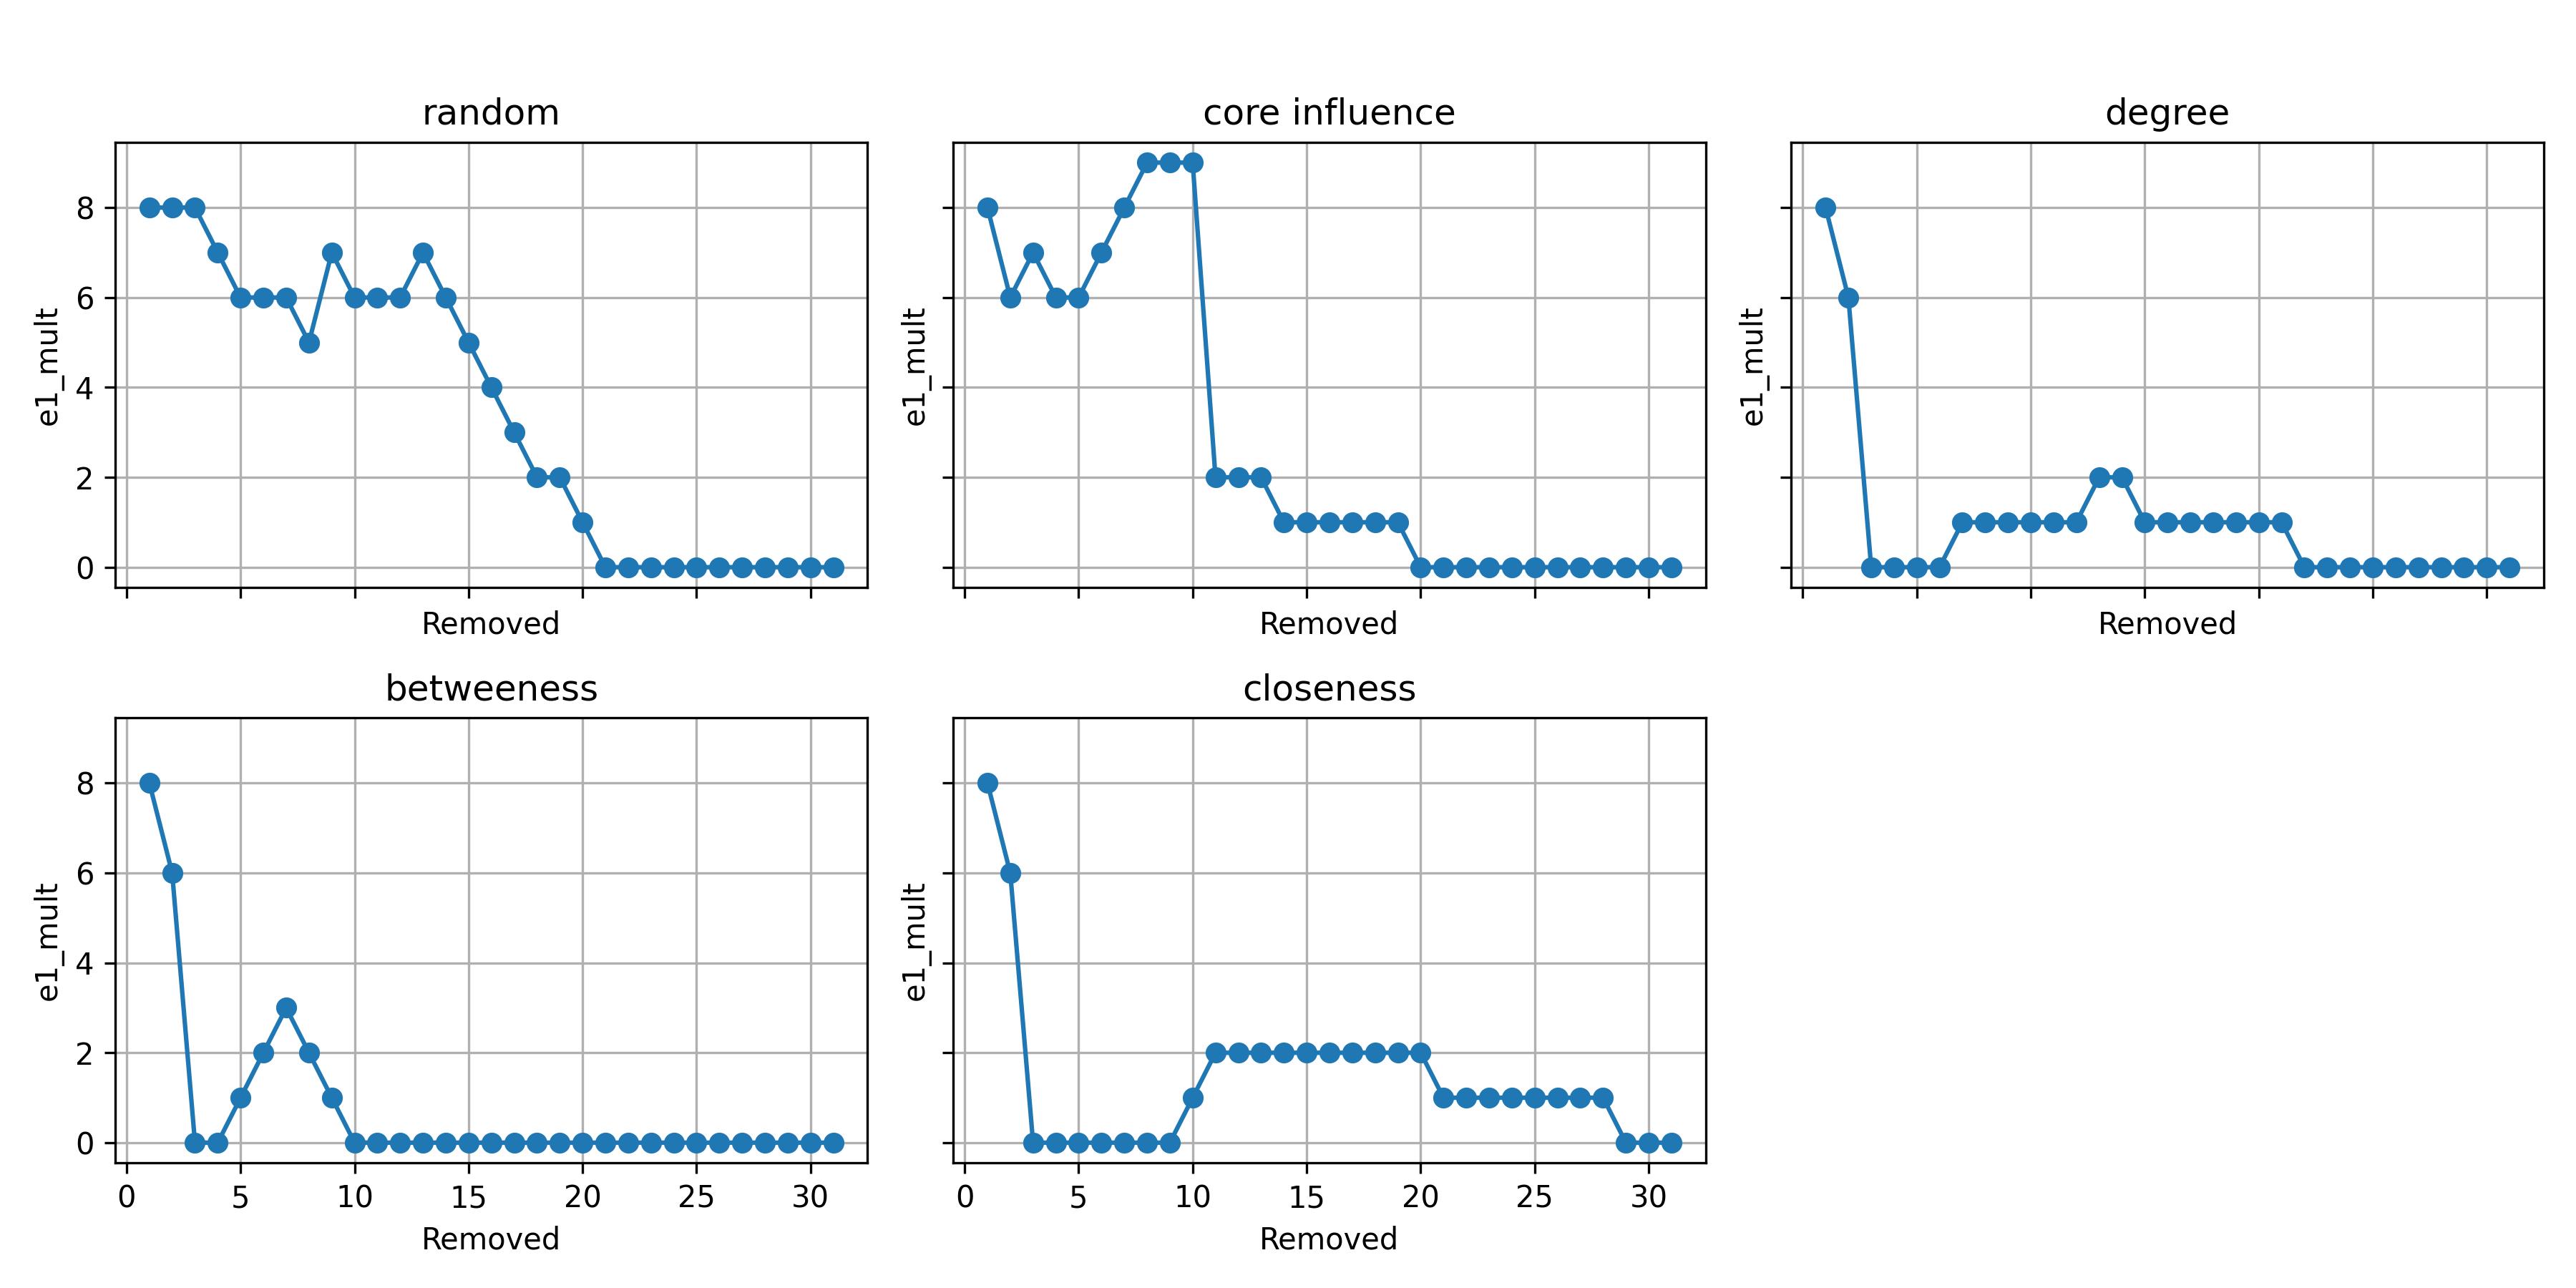 random
core influence
degree
8
6
4
2
0
e1_mult
e1_mult
e1_mult
Removed
Removed
Removed
betweeness
closeness
8
6
4
2
0
e1_mult
e1_mult
0 5 10 15 20 25 30
0 5 10 15 20 25 30
Removed
Removed